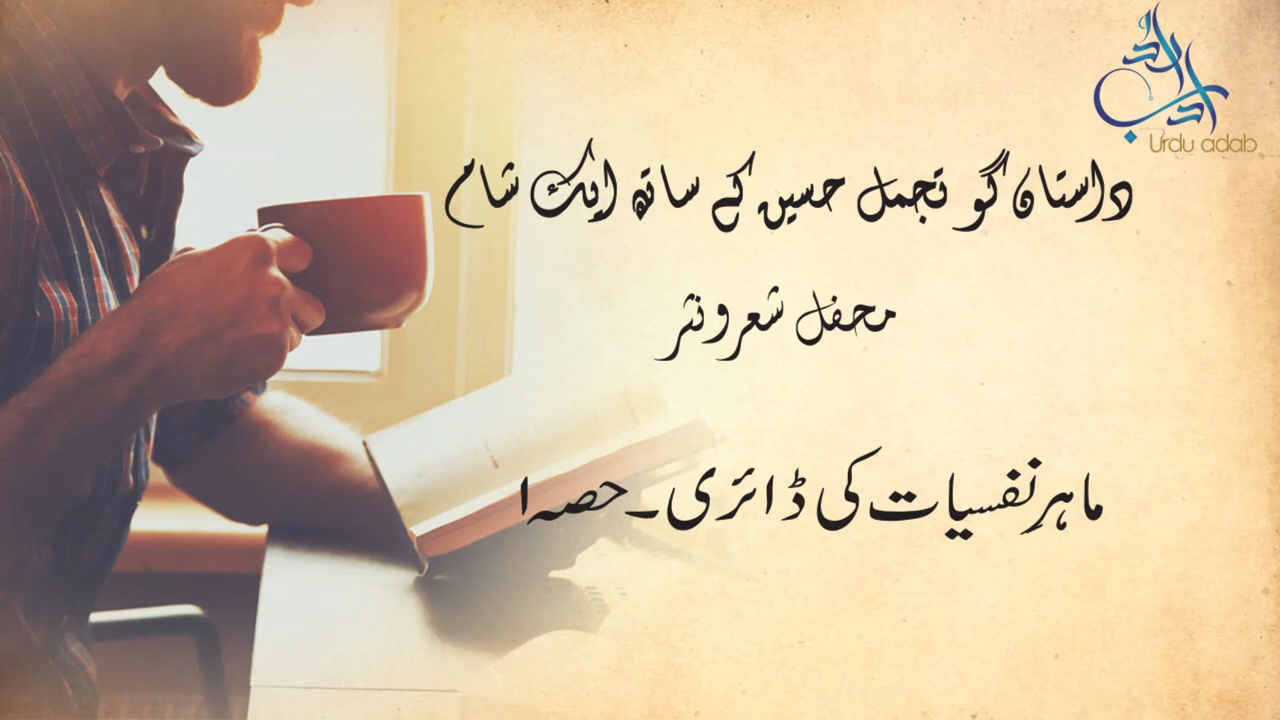 اردو ادب
Urdu adab
داستان گو تجمل حسین کے ساتھ ایک شام
محفل شعر و نثر
ماہرِ نفسیات کی ڈائری۔حصہ ۱